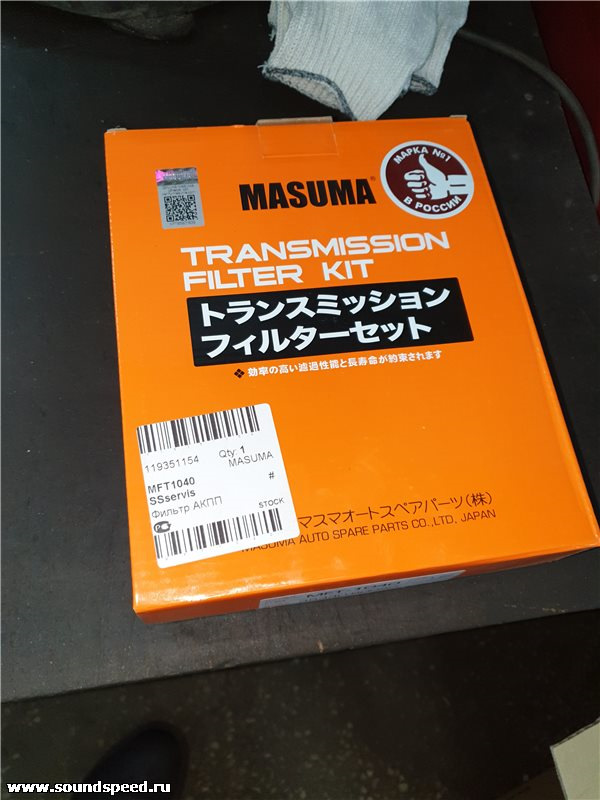 MASUMA®
МАРКА №1
В РОССИИ
TRANSMISSION
FILTER KIT
トランスミッション
フィルターセット
❖ 効率の高い濾過性能と長寿命が約束されます
119351154
Qty: 1
MASUMA
MFT1040
#
SSservis
Фильтр АКПП
STOCK
マスマオートスペアパーツ(株)
MASUMA AUTO SPARE PARTS CO.,LTD. JAPAN
MFT-1040
www.soundspeed.ru